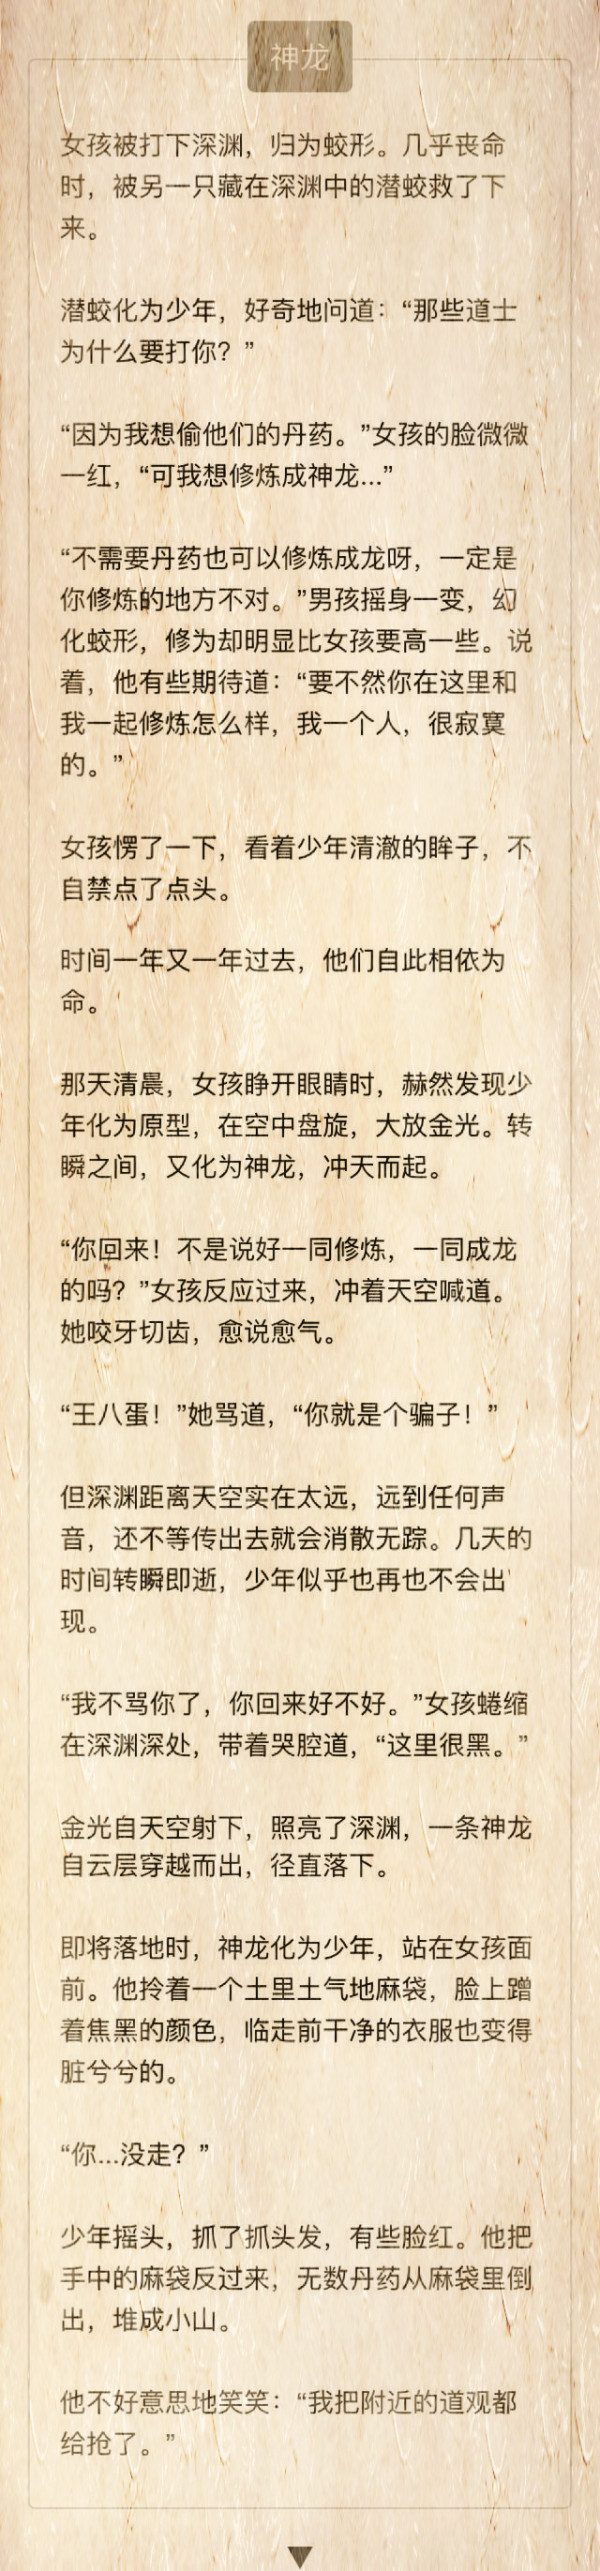 神龙
女孩被打下深渊，归为蛟形。几乎丧命
时，被另一只藏在深渊中的潜蛟救了下
来。
潜蛟化为少年，好奇地问道：“那些道士
为什么要打你？”
“因为我想偷他们的丹药。”女孩的脸微微
一红，“可我想修炼成神龙...”
“不需要丹药也可以修炼成龙呀，一定是
你修炼的地方不对。”男孩摇身一变，幻
化蛟形，修为却明显比女孩要高一些。说
着，他有些期待道：“要不然你在这里和
我一起修炼怎么样，我一个人，很寂寞
的。”
女孩愣了一下，看着少年清澈的眸子，不
自禁点了点头。
时间一年又一年过去，他们自此相依为
命。
那天清晨，女孩睁开眼睛时，赫然发现少
年化为原型，在空中盘旋，大放金光。转
瞬之间，又化为神龙，冲天而起。
“你回来！不是说好一同修炼，一同成龙
的吗？”女孩反应过来，冲着天空喊道。
她咬牙切齿，愈说愈气。
“王八蛋！”她骂道，“你就是个骗子！”
但深渊距离天空实在太远，远到任何声
音，还不等传出去就会消散无踪。几天的
时间转瞬即逝，少年似乎也再也不会出
现。
“我不骂你了，你回来好不好。”女孩蜷缩
在深渊深处，带着哭腔道，“这里很黑。”
金光自天空射下，照亮了深渊，一条神龙
自云层穿越而出，径直落下。
即将落地时，神龙化为少年，站在女孩面
前。他拎着一个土里土气地麻袋，脸上蹭
着焦黑的颜色，临走前干净的衣服也变得
脏兮兮的。
“你...没走？”
少年摇头，抓了抓头发，有些脸红。他把
手中的麻袋反过来，无数丹药从麻袋里倒
出，堆成小山。
他不好意思地笑笑：“我把附近的道观都
给抢了。”